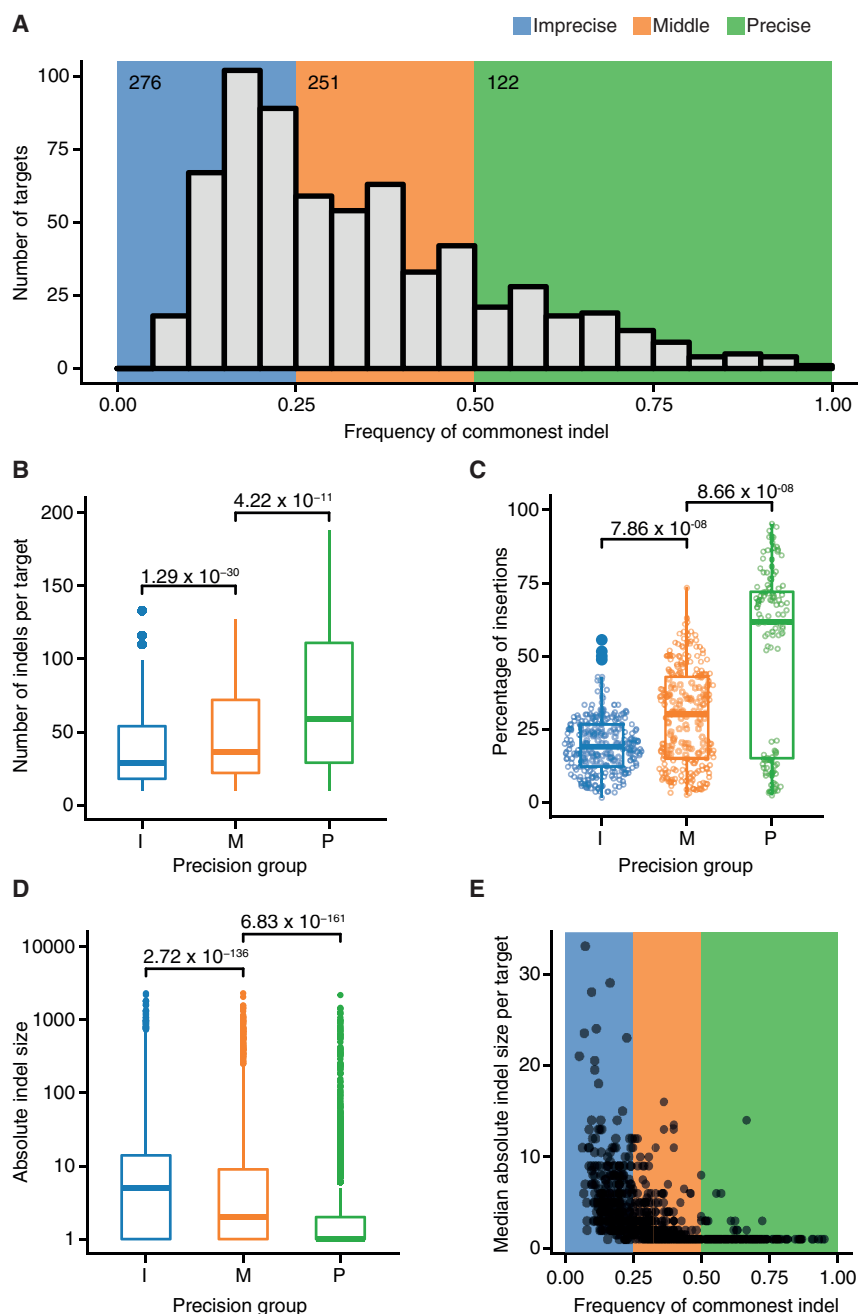 A
Imprecise Middle Precise
276 251 122
100
75
50
25
0
Number of targets
0.00 0.25 0.50 0.75 1.00
Frequency of commonest indel
B
200
150
100
50
0
Number of indels per target
4.22 x 10⁻¹¹
1.29 x 10⁻³⁰
I M P
Precision group
C
100
75
50
25
0
Percentage of insertions
8.66 x 10⁻⁰⁸
7.86 x 10⁻⁰⁸
I M P
Precision group
D
10000
1000
100
10
1
Absolute indel size
6.83 x 10⁻¹⁶¹
2.72 x 10⁻¹³⁶
I M P
Precision group
E
30
20
10
0
Median absolute indel size per target
0.00 0.25 0.50 0.75 1.00
Frequency of commonest indel